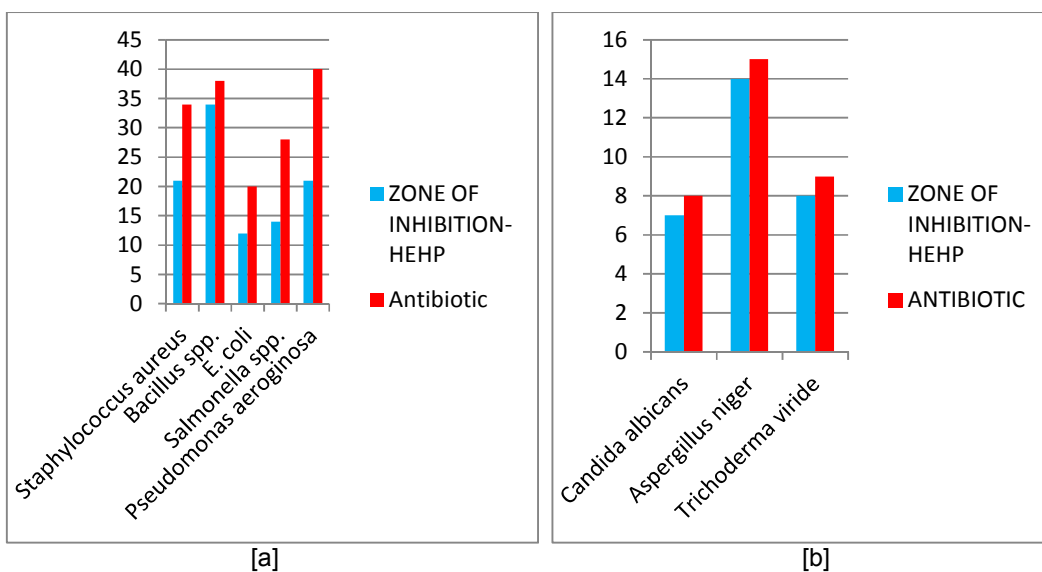 45
40
35
30
25
20
15
10
5
0
Staphylococcus aureus
Bacillus spp.
E. coli
Salmonella spp.
Pseudomonas aeroginosa
ZONE OF
INHIBITION-
HEHP
Antibiotic
[a]
16
14
12
10
8
6
4
2
0
Candida albicans
Aspergillus niger
Trichoderma viride
ZONE OF
INHIBITION-
HEHP
ANTIBIOTIC
[b]